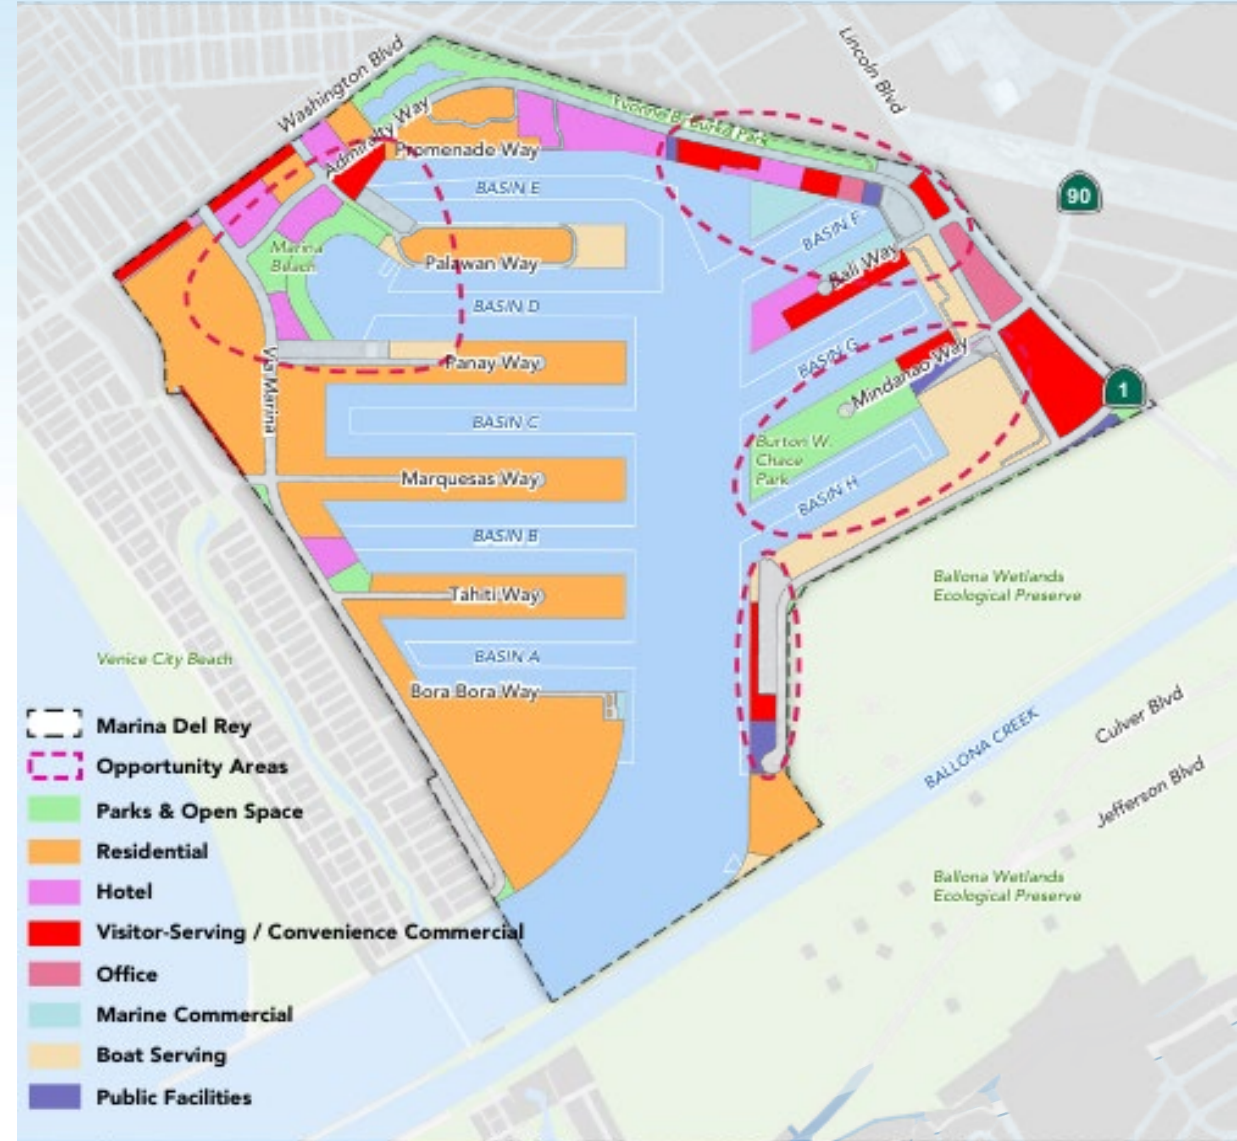 Washington Blvd
Lincoln Blvd
Admiralty Way
Yvonne B. Burke Park
Promenade Way
90
BASIN E
BASIN F
Marina
Beach
Palawan Way
Bali Way
BASIN D
Via Marina
Panay Way
BASIN G
Mindanao Way
1
BASIN C
Burton W.
Chace
Park
Marquesas Way
BASIN H
BASIN B
Tahiti Way
Ballona Wetlands
Ecological Preserve
Venice City Beach
BASIN A
Bora Bora Way
Culver Blvd
BALLONA CREEK
Jefferson Blvd
Ballona Wetlands
Ecological Preserve
Marina Del Rey
Opportunity Areas
Parks & Open Space
Residential
Hotel
Visitor-Serving / Convenience Commercial
Office
Marine Commercial
Boat Serving
Public Facilities